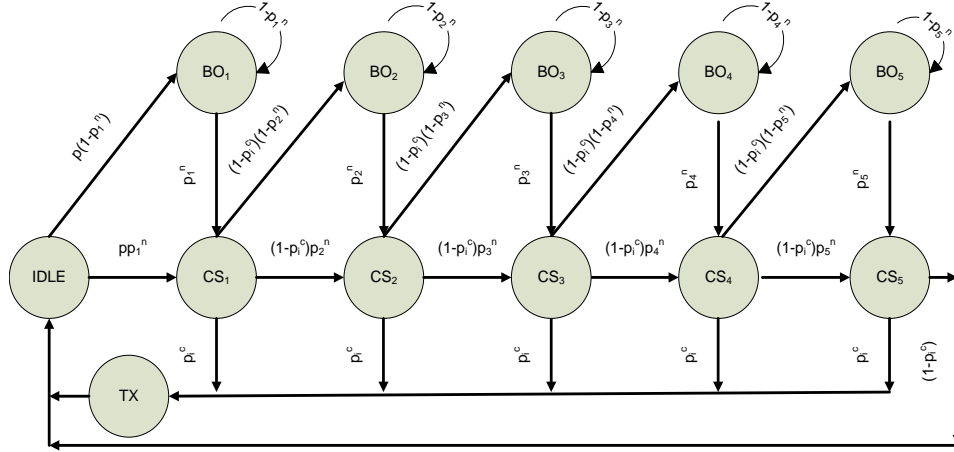 1-p₁ⁿ
1-p₂ⁿ
1-p₃ⁿ
1-p₄ⁿ
1-p₅ⁿ
BO₁
BO₂
BO₃
BO₄
BO₅
p(1-p₁ⁿ)
p₁ⁿ
(1-pᵢᶜ)(1-p₂ⁿ)
p₂ⁿ
(1-pᵢᶜ)(1-p₃ⁿ)
p₃ⁿ
(1-pᵢᶜ)(1-p₄ⁿ)
p₄ⁿ
(1-pᵢᶜ)(1-p₅ⁿ)
p₅ⁿ
IDLE
pp₁ⁿ
CS₁
(1-pᵢᶜ)p₂ⁿ
CS₂
(1-pᵢᶜ)p₃ⁿ
CS₃
(1-pᵢᶜ)p₄ⁿ
CS₄
(1-pᵢᶜ)p₅ⁿ
CS₅
pᵢᶜ
pᵢᶜ
pᵢᶜ
pᵢᶜ
pᵢᶜ
(1-pᵢᶜ)
TX